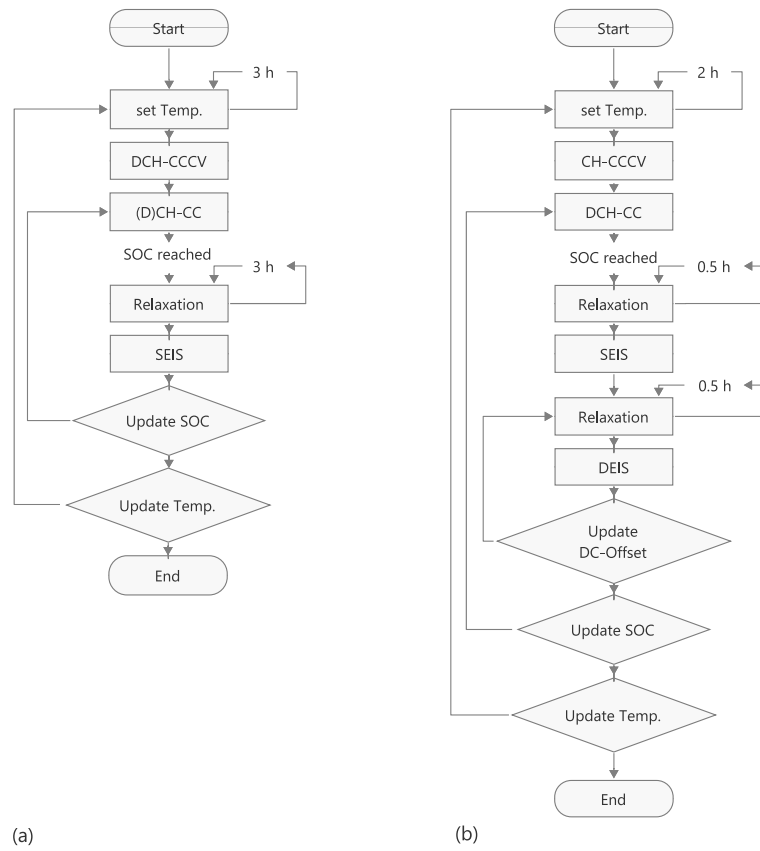 Start
3 h
set Temp.
DCH-CCCV
(D)CH-CC
SOC reached
3 h
Relaxation
SEIS
Update SOC
Update Temp.
End
(a)
Start
2 h
set Temp.
CH-CCCV
DCH-CC
SOC reached
0.5 h
Relaxation
SEIS
0.5 h
Relaxation
DEIS
Update
DC-Offset
Update SOC
Update Temp.
End
(b)